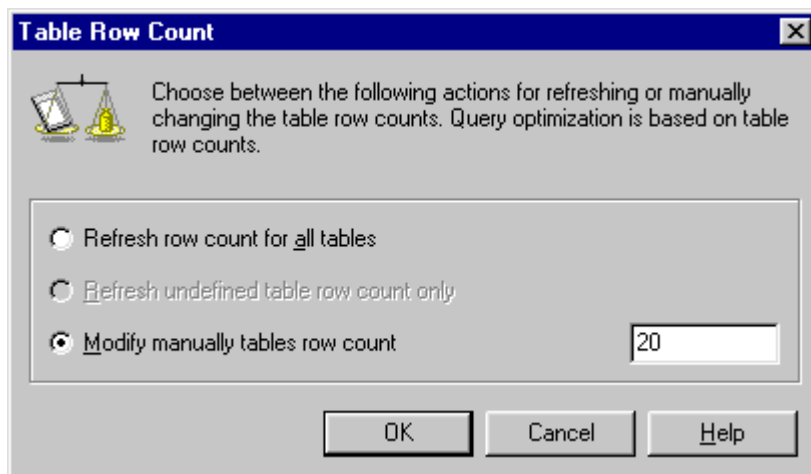 Table Row Count
Choose between the following actions for refreshing or manually
changing the table row counts. Query optimization is based on table
row counts.
Refresh row count for all tables
Refresh undefined table row count only
Modify manually tables row count
20
OK
Cancel
Help